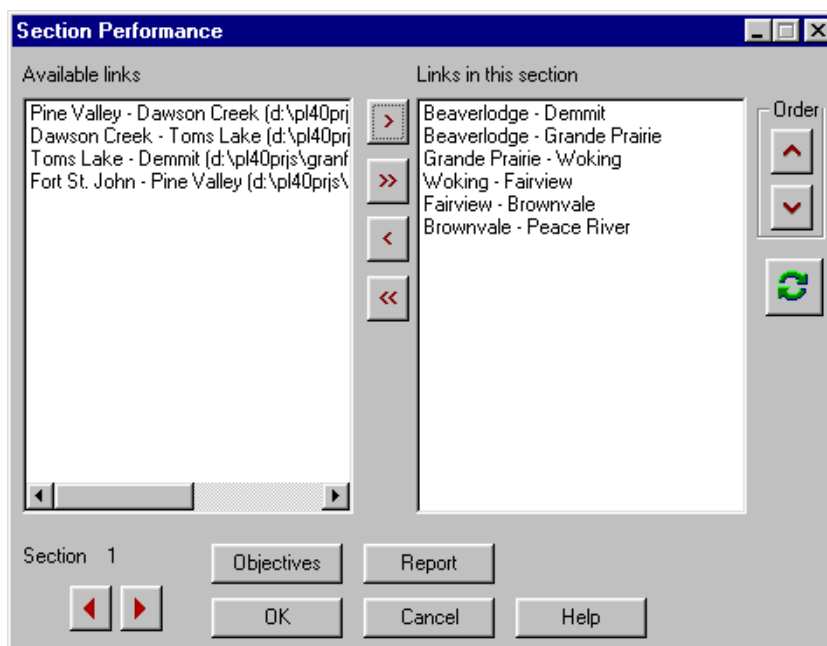 Section Performance
Available links
Pine Valley - Dawson Creek (d:\pl40prj
Dawson Creek - Toms Lake (d:\pl40prj
Toms Lake - Demmit (d:\pl40prjs\granf
Fort St. John - Pine Valley (d:\pl40prjs\
>
>>
<
<<
Links in this section
Beaverlodge - Demmit
Beaverlodge - Grande Prairie
Grande Prairie - Woking
Woking - Fairview
Fairview - Brownvale
Brownvale - Peace River
Order
Section 1
Objectives
Report
OK
Cancel
Help